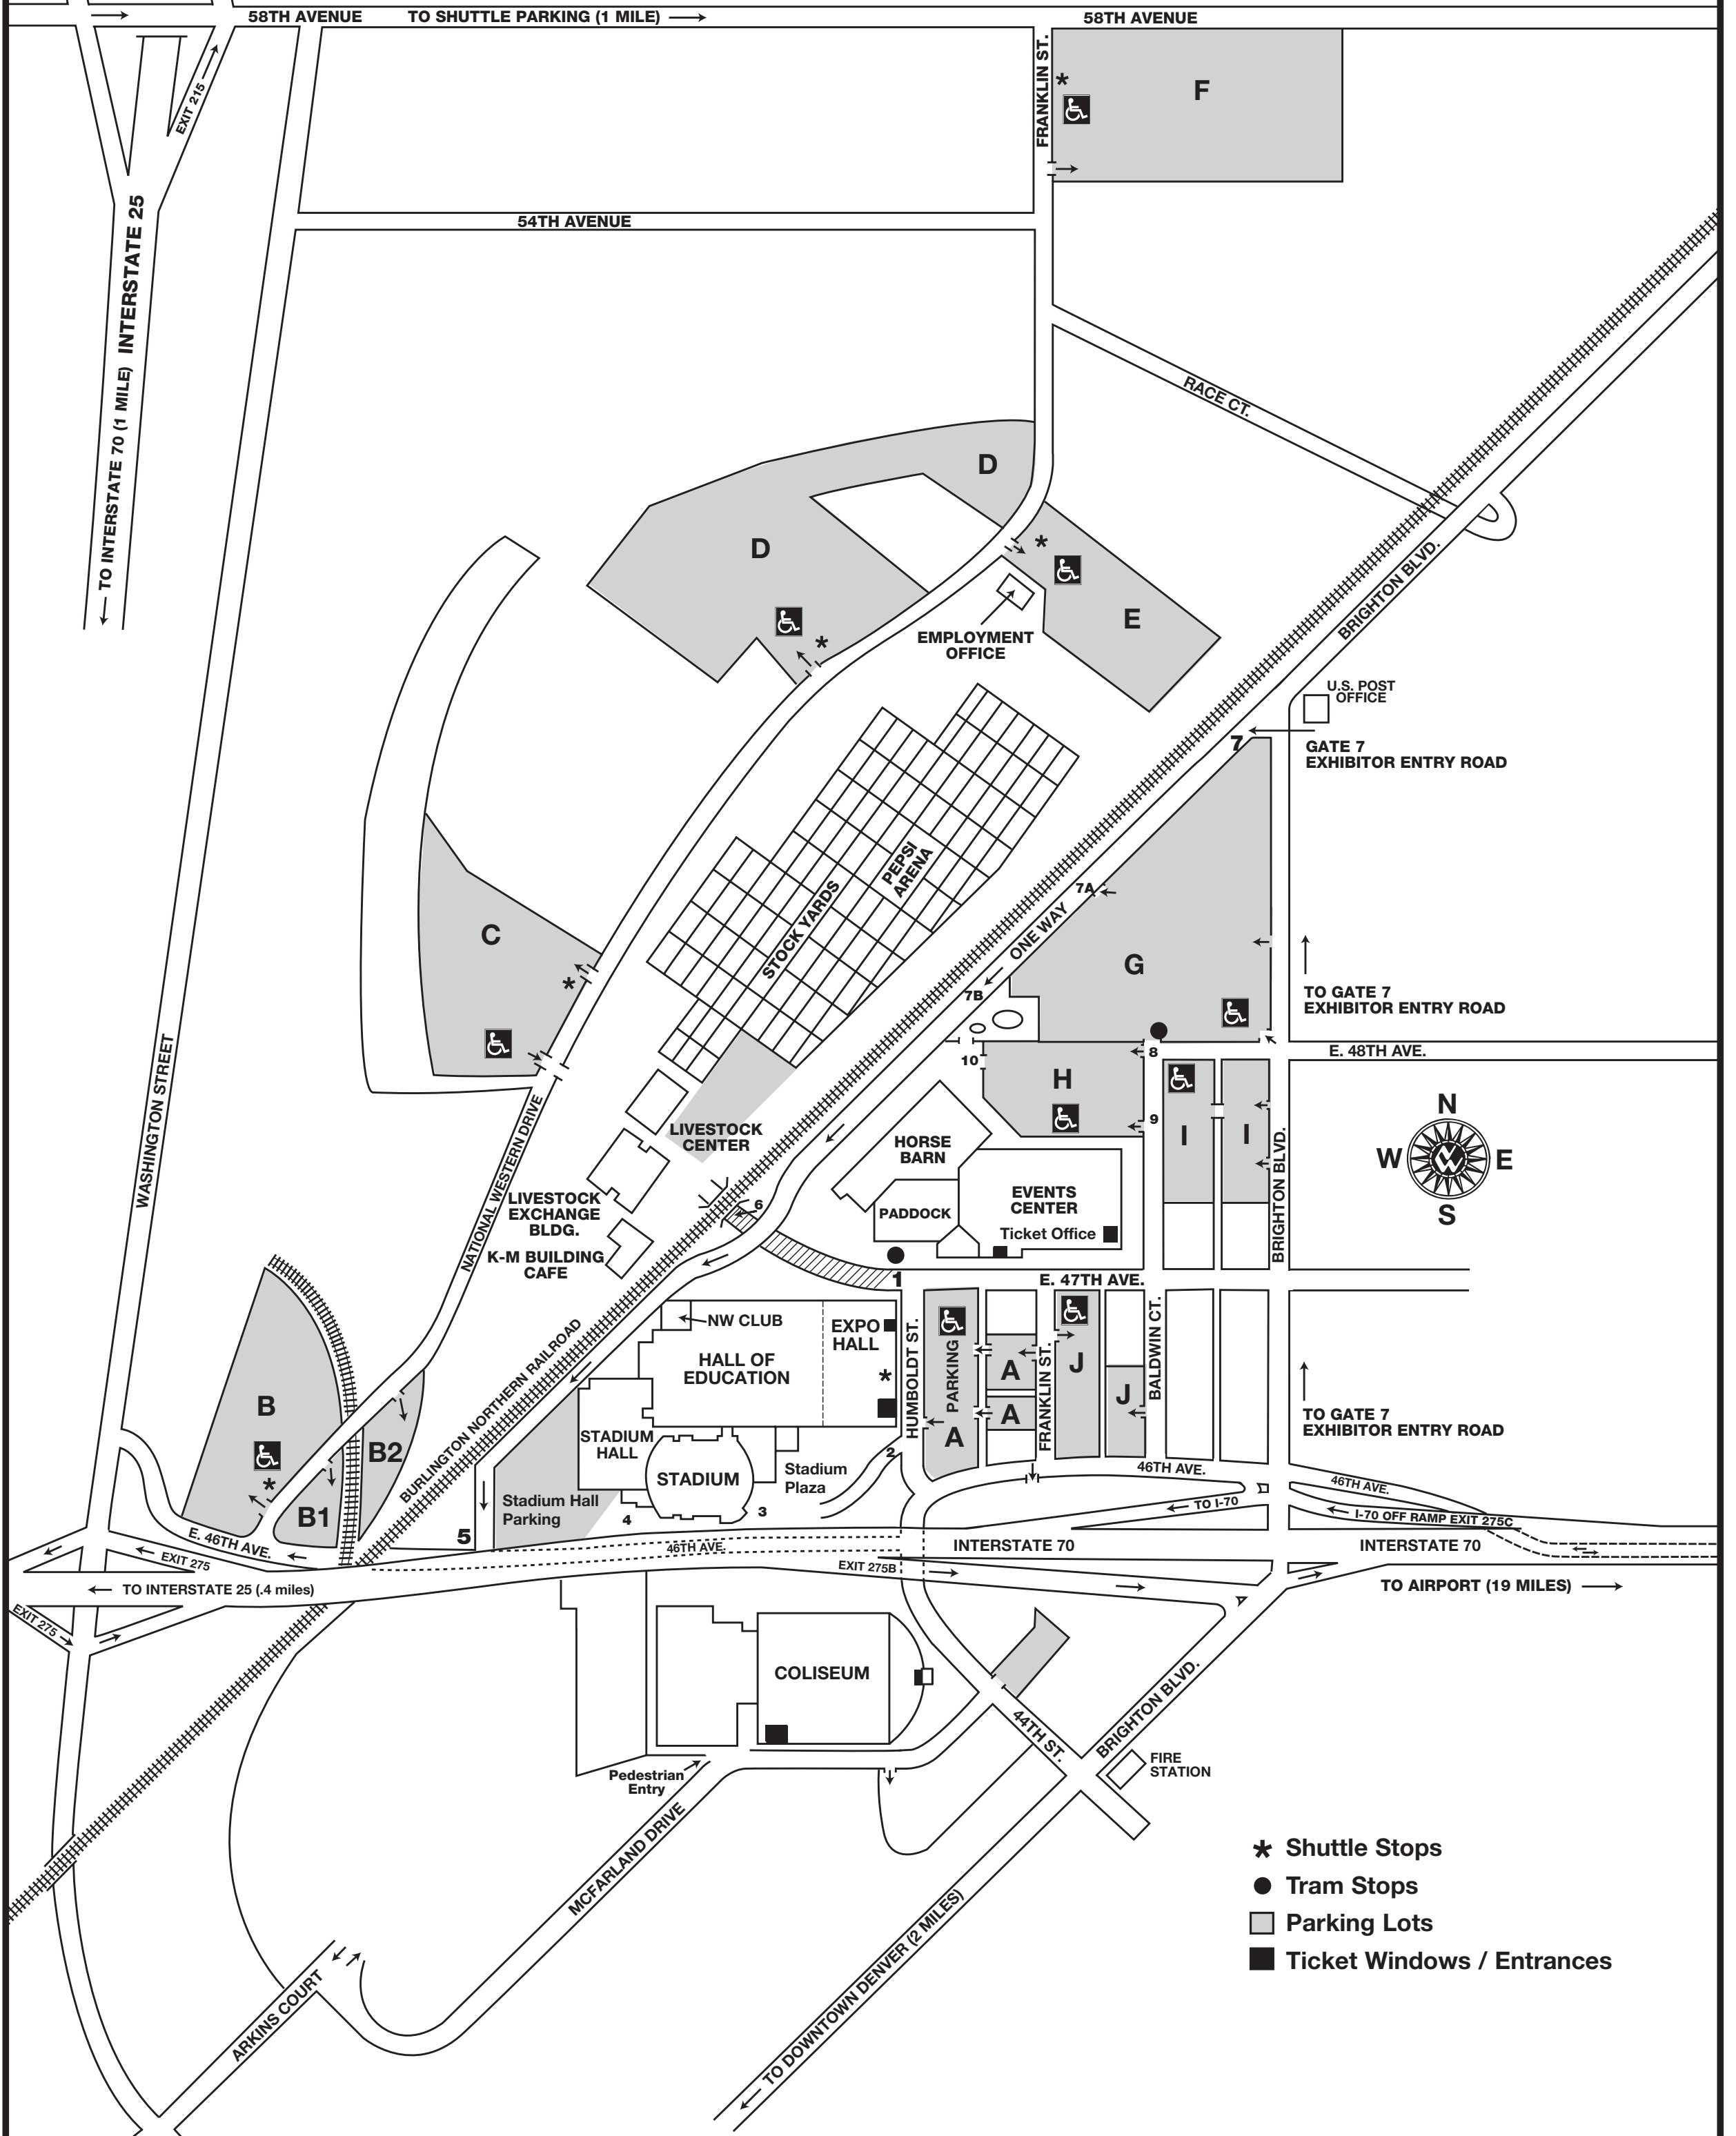 58TH AVENUE
TO SHUTTLE PARKING (1 MILE)
58TH AVENUE
EXIT 215
FRANKLIN ST.
*
F
54TH AVENUE
INTERSTATE 25
TO INTERSTATE 70 (1 MILE)
RACE CT.
D
D
*
E
EMPLOYMENT
OFFICE
*
BRIGHTON BLVD.
U.S. POST
OFFICE
7
GATE 7
EXHIBITOR ENTRY ROAD
PEPSI
ARENA
STOCK YARDS
7A
ONE WAY
C
*
G
7B
TO GATE 7
EXHIBITOR ENTRY ROAD
WASHINGTON STREET
NATIONAL WESTERN DRIVE
10
8
E. 48TH AVE.
H
9
I
I
BRIGHTON BLVD.
N
W
E
S
LIVESTOCK
CENTER
HORSE
BARN
LIVESTOCK
EXCHANGE
BLDG.
K-M BUILDING
CAFE
6
PADDOCK
EVENTS
CENTER
Ticket Office
1
E. 47TH AVE.
BURLINGTON NORTHERN RAILROAD
NW CLUB
EXPO
HALL
HALL OF
EDUCATION
*
HUMBOLDT ST.
PARKING
A
A
A
FRANKLIN ST.
J
J
BALDWIN CT.
TO GATE 7
EXHIBITOR ENTRY ROAD
B
*
B2
B1
STADIUM
HALL
STADIUM
Stadium
Plaza
2
3
4
5
Stadium Hall
Parking
46TH AVE.
46TH AVE.
TO I-70
I-70 OFF RAMP EXIT 275C
E. 46TH AVE.
EXIT 275
46TH AVE.
INTERSTATE 70
INTERSTATE 70
EXIT 275B
TO INTERSTATE 25 (.4 miles)
TO AIRPORT (19 MILES)
EXIT 275
COLISEUM
44TH ST.
BRIGHTON BLVD.
FIRE
STATION
Pedestrian
Entry
MCFARLAND DRIVE
ARKINS COURT
TO DOWNTOWN DENVER (2 MILES)
* Shuttle Stops
Tram Stops
Parking Lots
Ticket Windows / Entrances